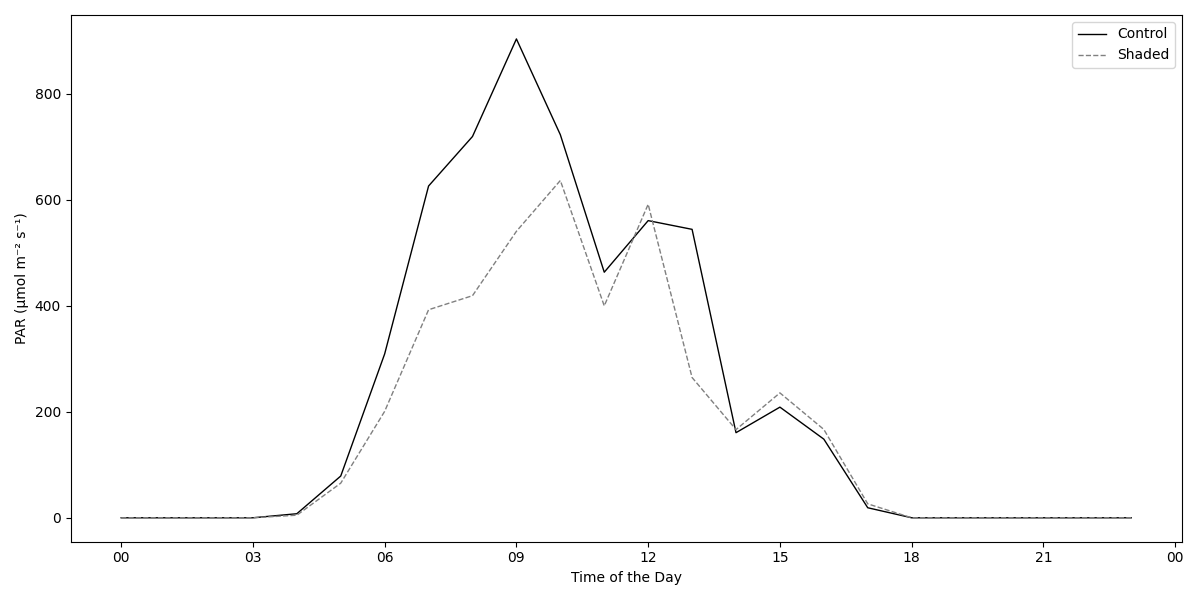 Control
Shaded
800
600
400
200
0
PAR (μmol m⁻² s⁻¹)
00 03 06 09 12 15 18 21 00
Time of the Day